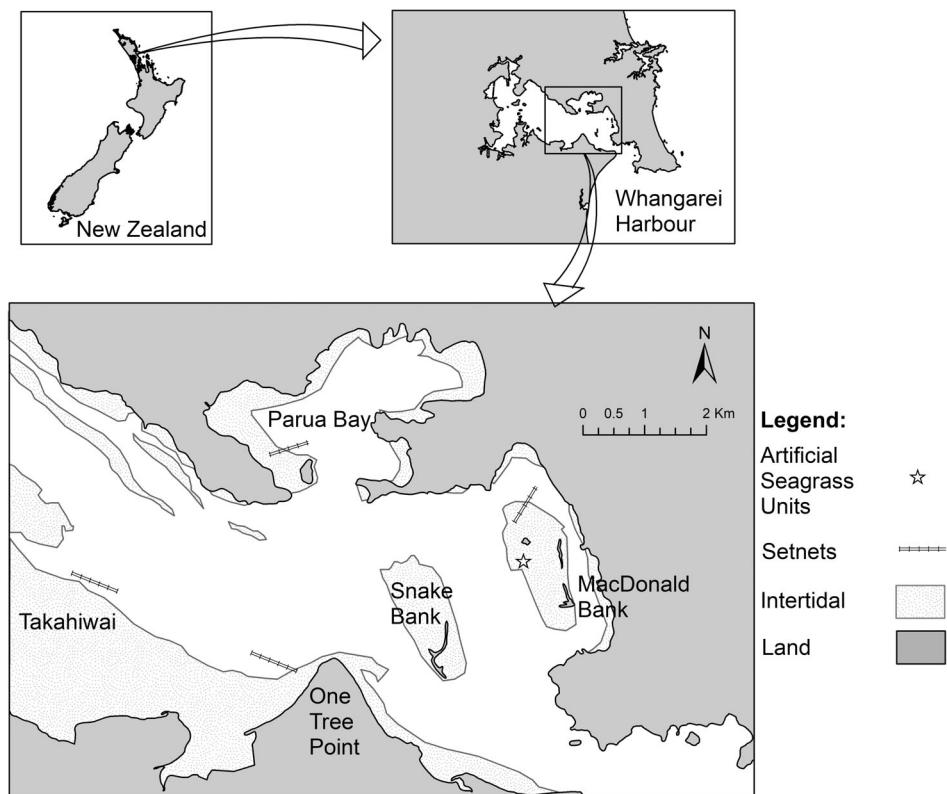 New Zealand
Whangarei
Harbour
N
0 0.5 1 2 Km
Parua Bay
Snake
Bank
MacDonald
Bank
Takahiwai
One
Tree
Point
Legend:
Artificial
Seagrass
Units
Setnets
Intertidal
Land